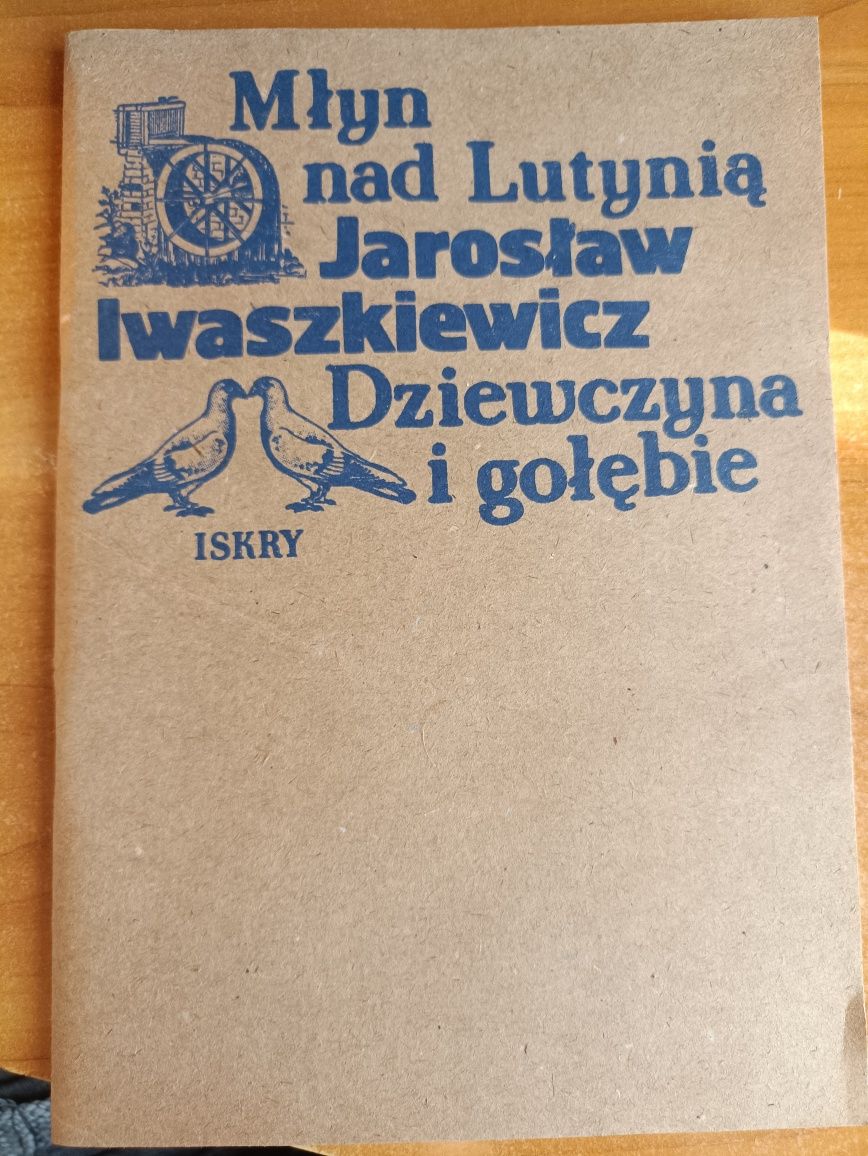 Młyn
nad Lutynią
Jarosław
Iwaszkiewicz
Dziewczyna
i gołębie
ISKRY